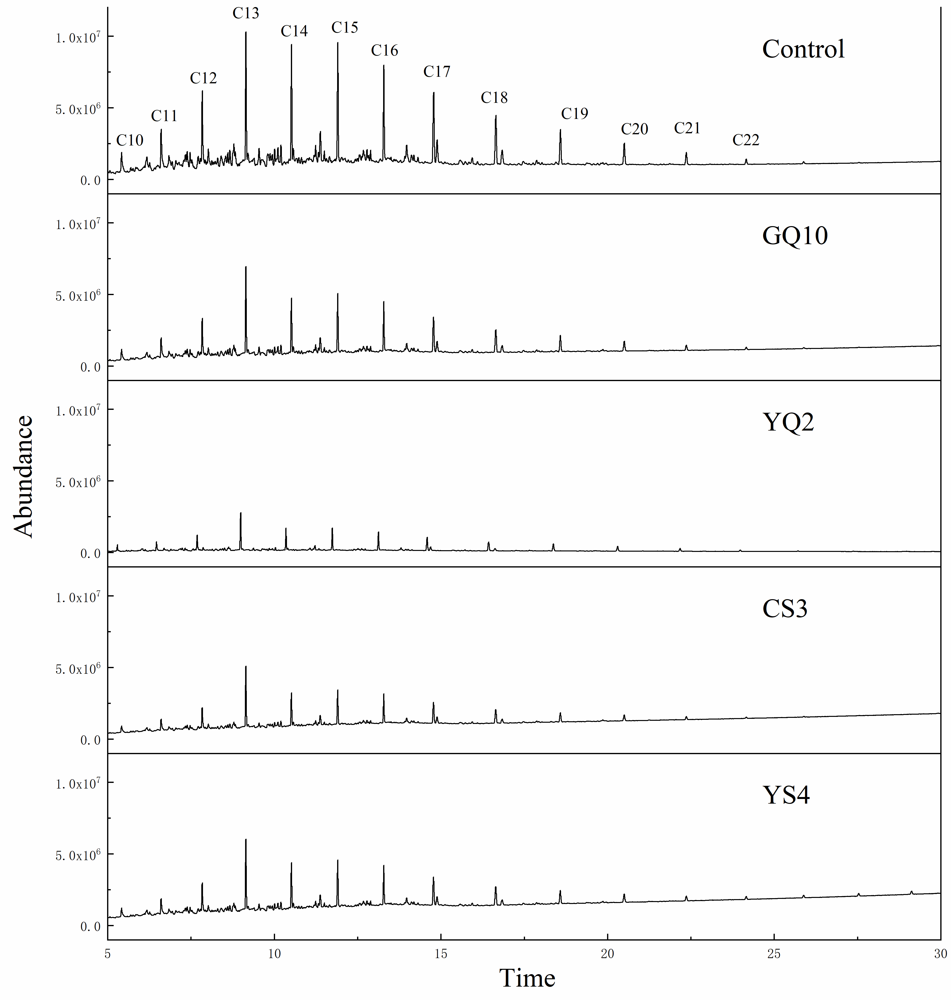 C13
C14
C15
C16
C17
C12
C18
C11
C19
C10
C20
C21
C22
Control
1.0x10⁷
5.0x10⁶
0.0
GQ10
1.0x10⁷
5.0x10⁶
0.0
YQ2
1.0x10⁷
5.0x10⁶
0.0
CS3
1.0x10⁷
5.0x10⁶
0.0
YS4
1.0x10⁷
5.0x10⁶
0.0
Abundance
5 10 15 20 25 30
Time